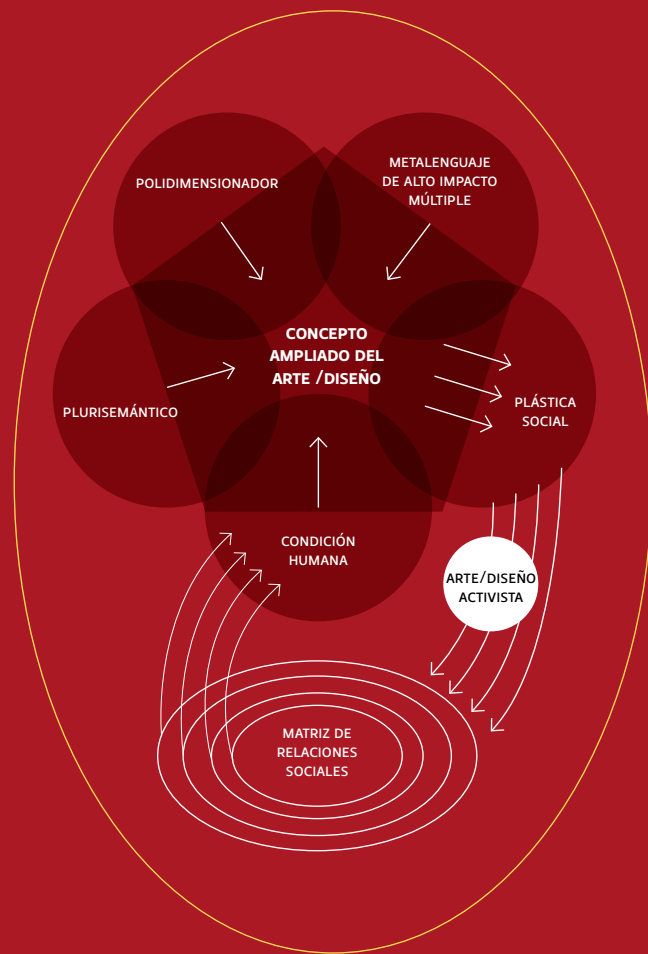 POLIDIMENSIONADOR
METALENGUAJE
DE ALTO IMPACTO
MÚLTIPLE
CONCEPTO
AMPLIADO DEL
ARTE /DISEÑO
PLURISEMÁNTICO
PLÁSTICA
SOCIAL
CONDICIÓN
HUMANA
ARTE/DISEÑO
ACTIVISTA
MATRIZ DE
RELACIONES
SOCIALES